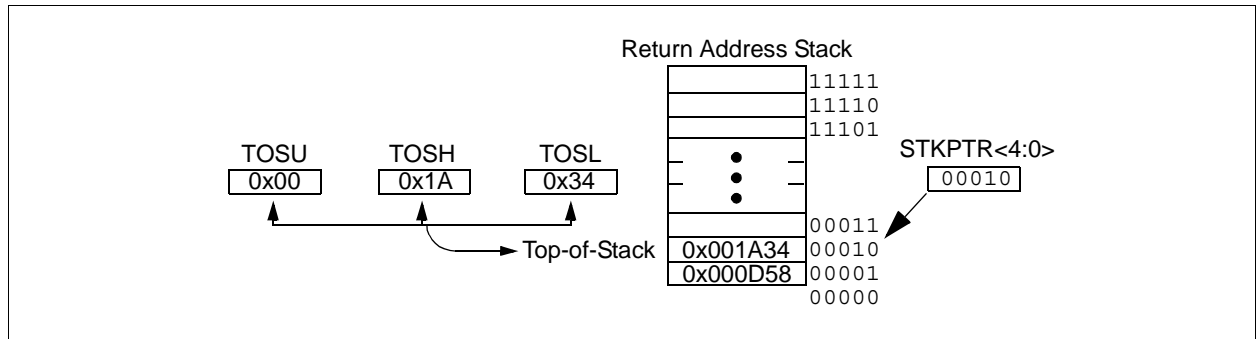 Return Address Stack
11111
11110
11101
TOSU TOSH TOSL STKPTR<4:0>
0x00 0x1A 0x34 00010
00011
Top-of-Stack 0x001A34 00010
0x000D58 00001
00000